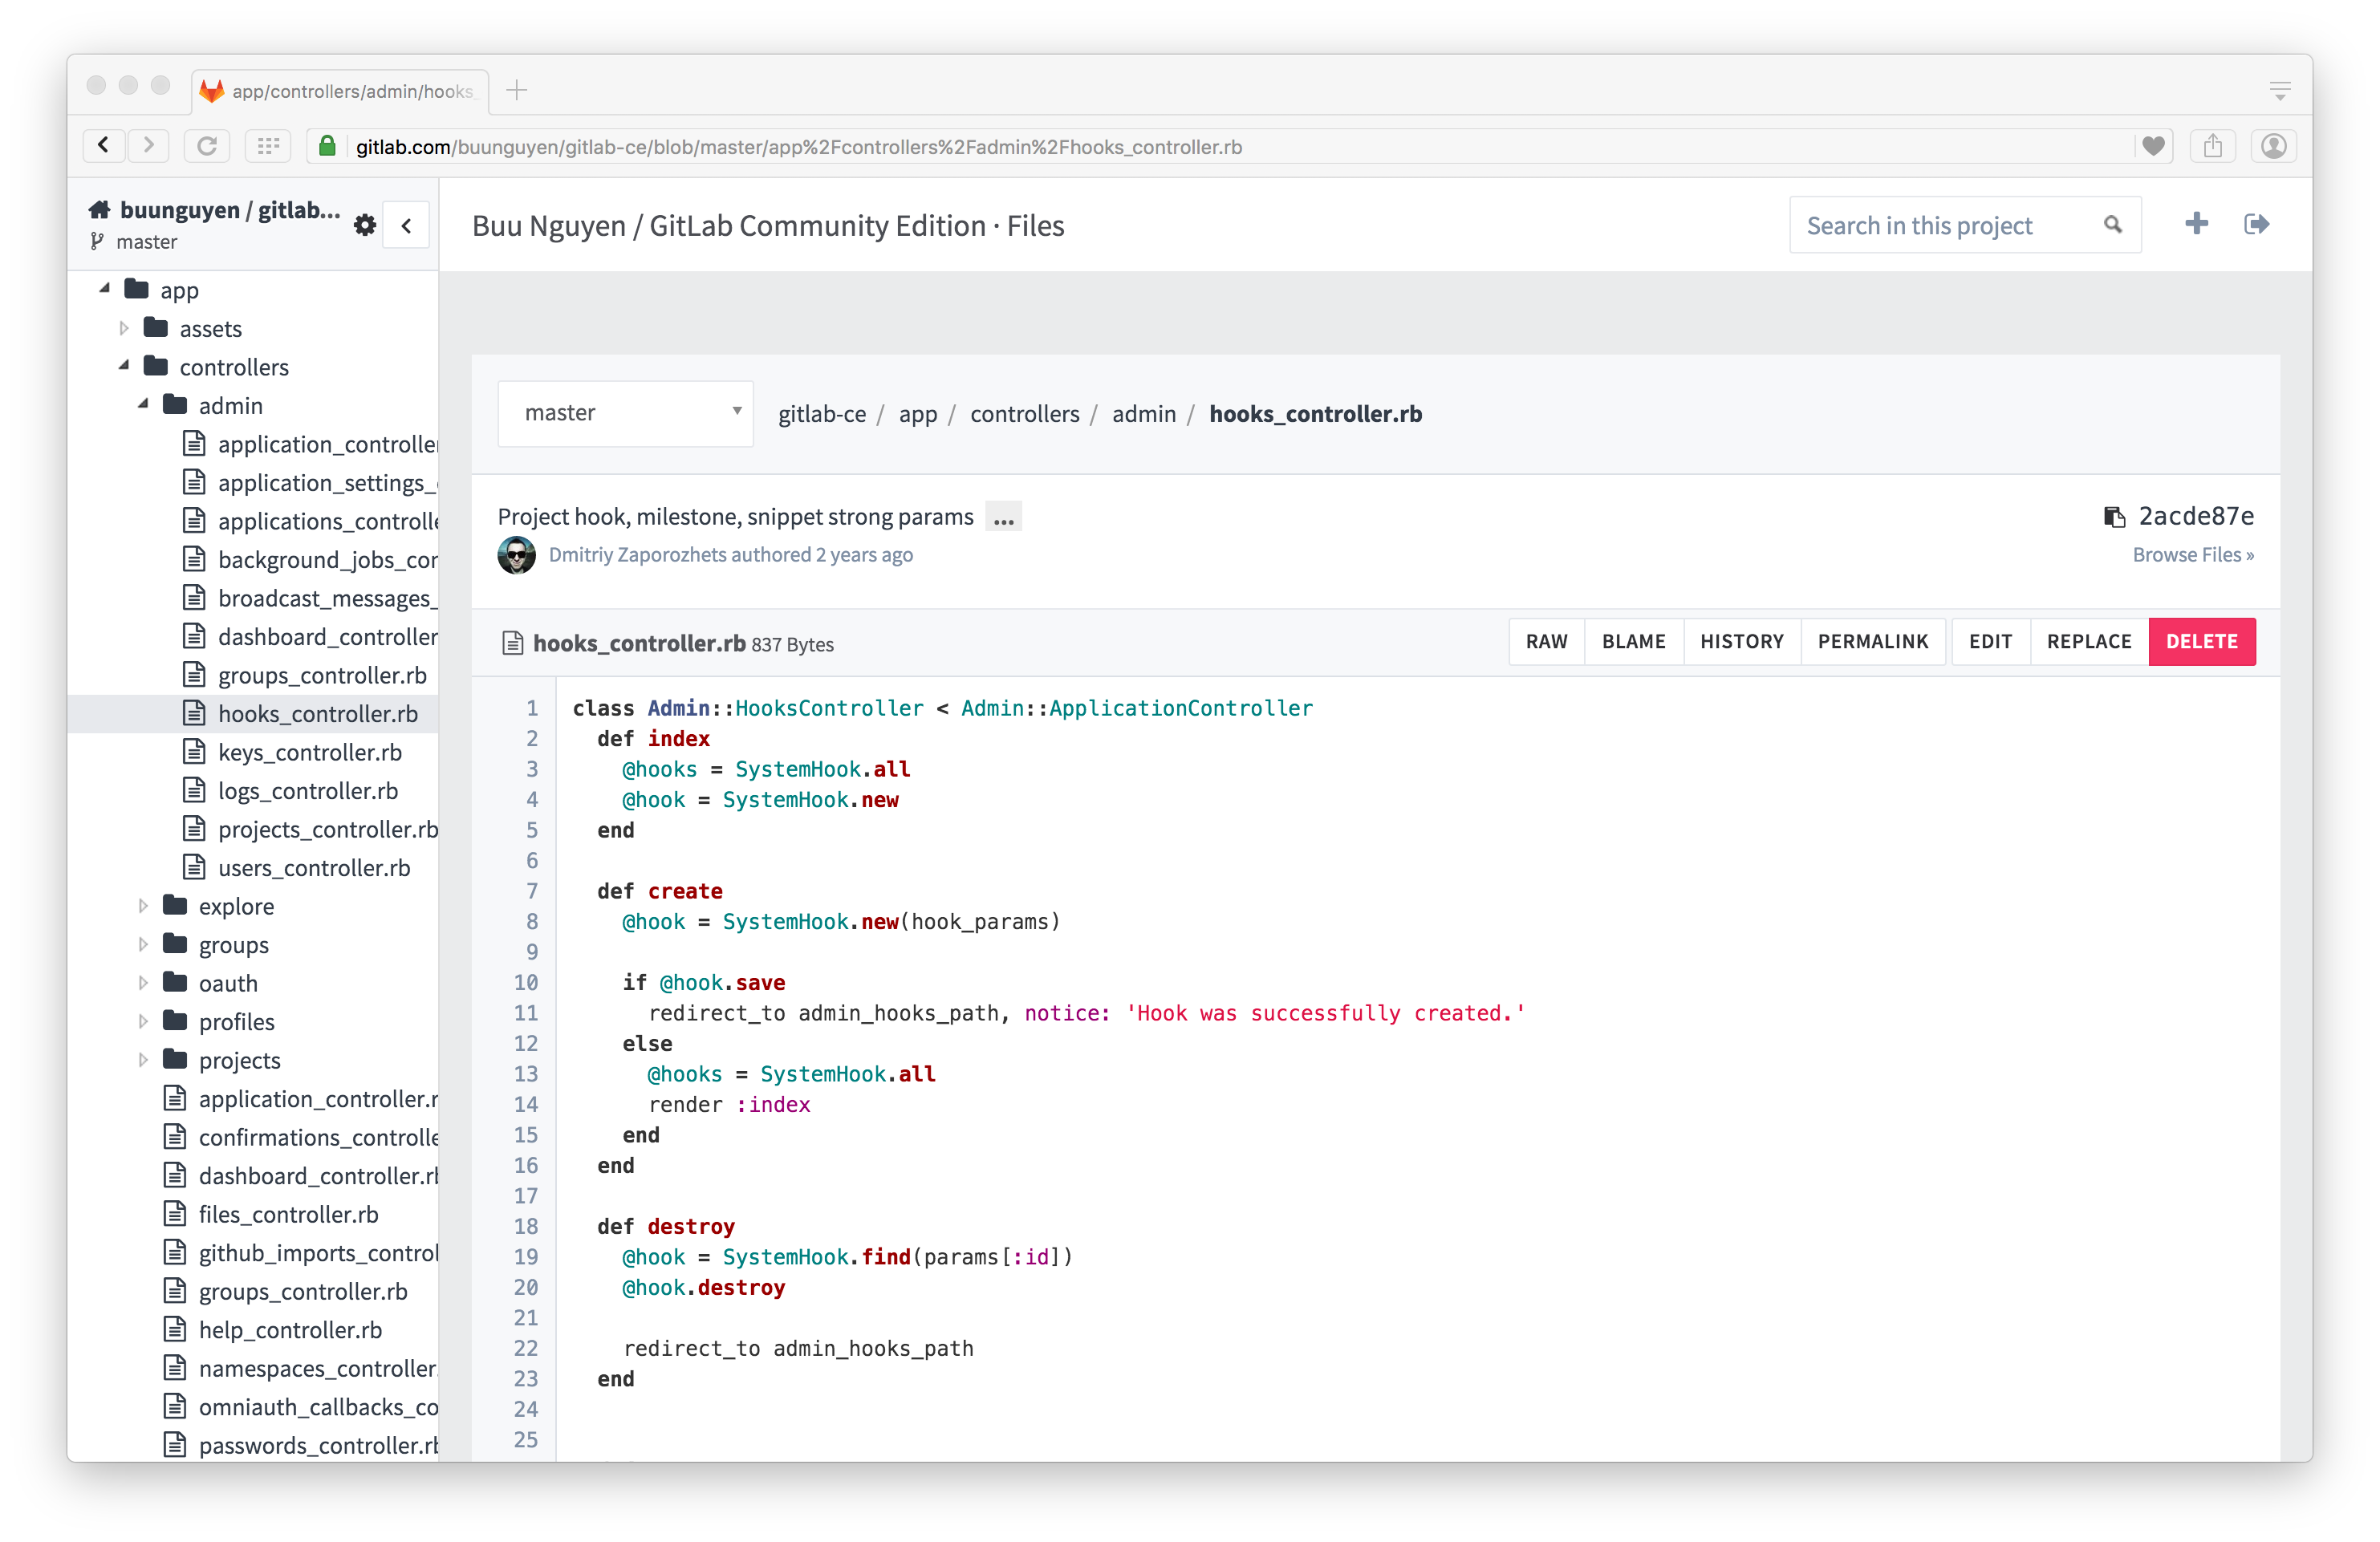 app/controllers/admin/hooks_
gitlab.com/buunguyen/gitlab-ce/blob/master/app%2Fcontrollers%2Fadmin%2Fhooks_controller.rb
buunguyen / gitlab...
master
app
assets
controllers
admin
application_controller
application_settings_
applications_controlle
background_jobs_con
broadcast_messages_
dashboard_controller
groups_controller.rb
hooks_controller.rb
keys_controller.rb
logs_controller.rb
projects_controller.rb
users_controller.rb
explore
groups
oauth
profiles
projects
application_controller.r
confirmations_controlle
dashboard_controller.rb
files_controller.rb
github_imports_control
groups_controller.rb
help_controller.rb
namespaces_controller.
omniauth_callbacks_co
passwords_controller.rb
Buu Nguyen / GitLab Community Edition · Files
Search in this project
master
gitlab-ce / app / controllers / admin / hooks_controller.rb
Project hook, milestone, snippet strong params ...
2acde87e
Dmitriy Zaporozhets authored 2 years ago
Browse Files »
hooks_controller.rb 837 Bytes
RAW BLAME HISTORY PERMALINK EDIT REPLACE DELETE
1 class Admin::HooksController < Admin::ApplicationController
2   def index
3     @hooks = SystemHook.all
4     @hook = SystemHook.new
5   end
6
7   def create
8     @hook = SystemHook.new(hook_params)
9
10     if @hook.save
11       redirect_to admin_hooks_path, notice: 'Hook was successfully created.'
12     else
13       @hooks = SystemHook.all
14       render :index
15     end
16   end
17
18   def destroy
19     @hook = SystemHook.find(params[:id])
20     @hook.destroy
21
22     redirect_to admin_hooks_path
23   end
24
25